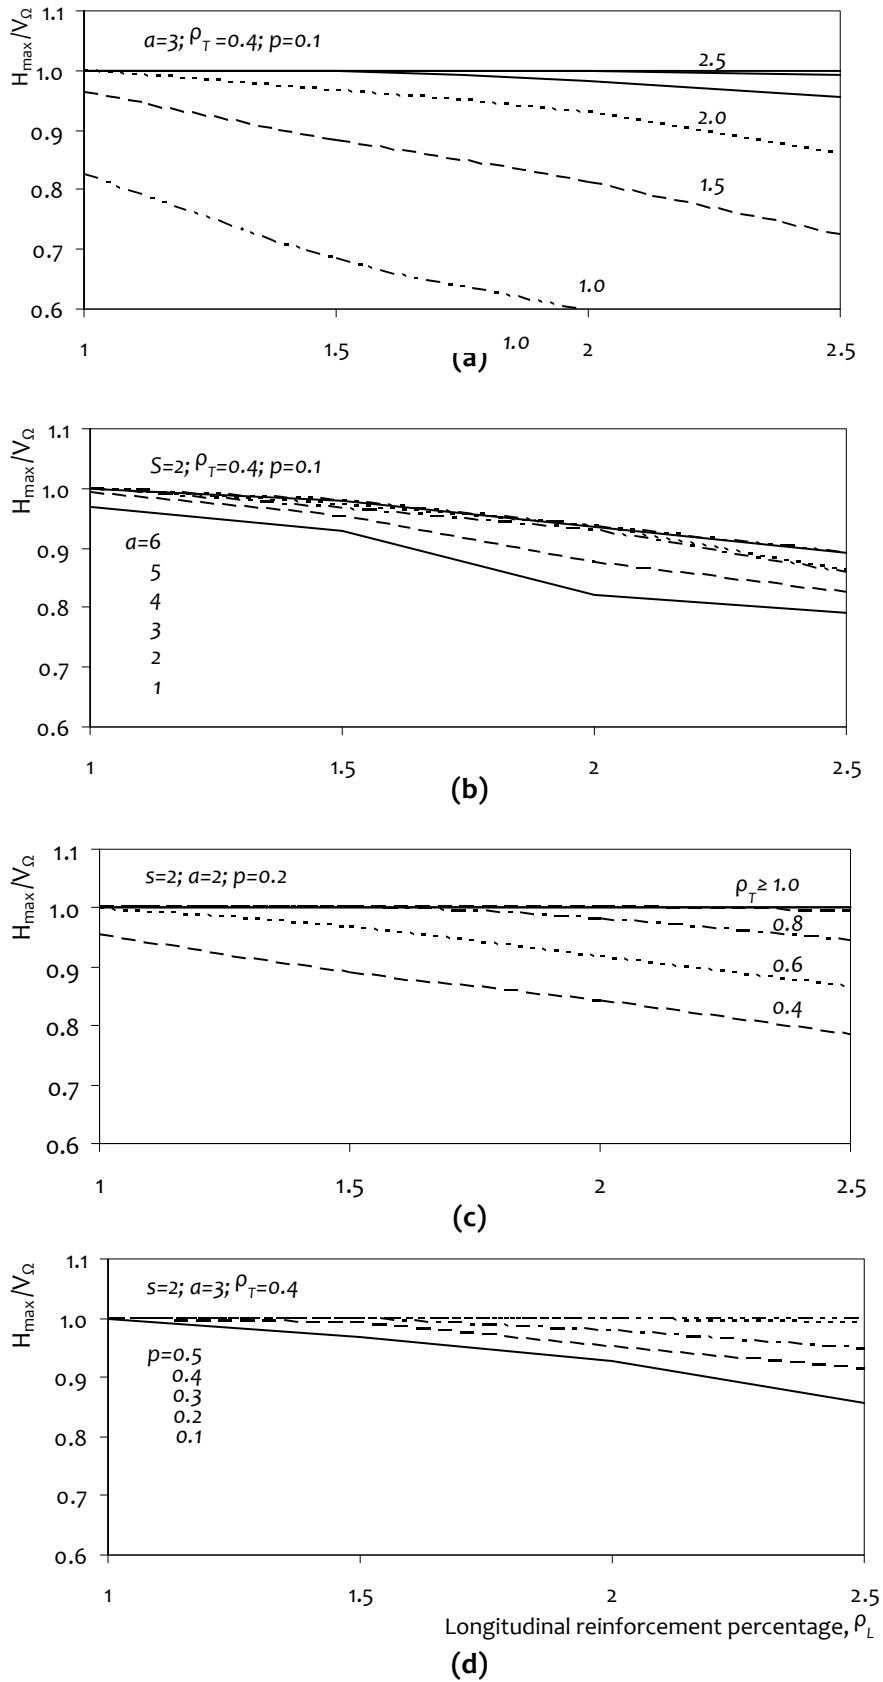 Hmax/VΩ
1.1
1.0
0.9
0.8
0.7
0.6
a=3; ρT =0.4; p=0.1
2.5
2.0
1.5
1.0
1 1.5 2 2.5
1.0
(a)
Hmax/VΩ
1.1
1.0
0.9
0.8
0.7
0.6
S=2; ρT=0.4; p=0.1
a=6
5
4
3
2
1
1 1.5 2 2.5
(b)
Hmax/VΩ
1.1
1.0
0.9
0.8
0.7
0.6
s=2; a=2; p=0.2
ρT ≥ 1.0
0.8
0.6
0.4
1 1.5 2 2.5
(c)
Hmax/VΩ
1.1
1.0
0.9
0.8
0.7
0.6
s=2; a=3; ρT=0.4
p=0.5
0.4
0.3
0.2
0.1
1 1.5 2 2.5
Longitudinal reinforcement percentage, ρL
(d)